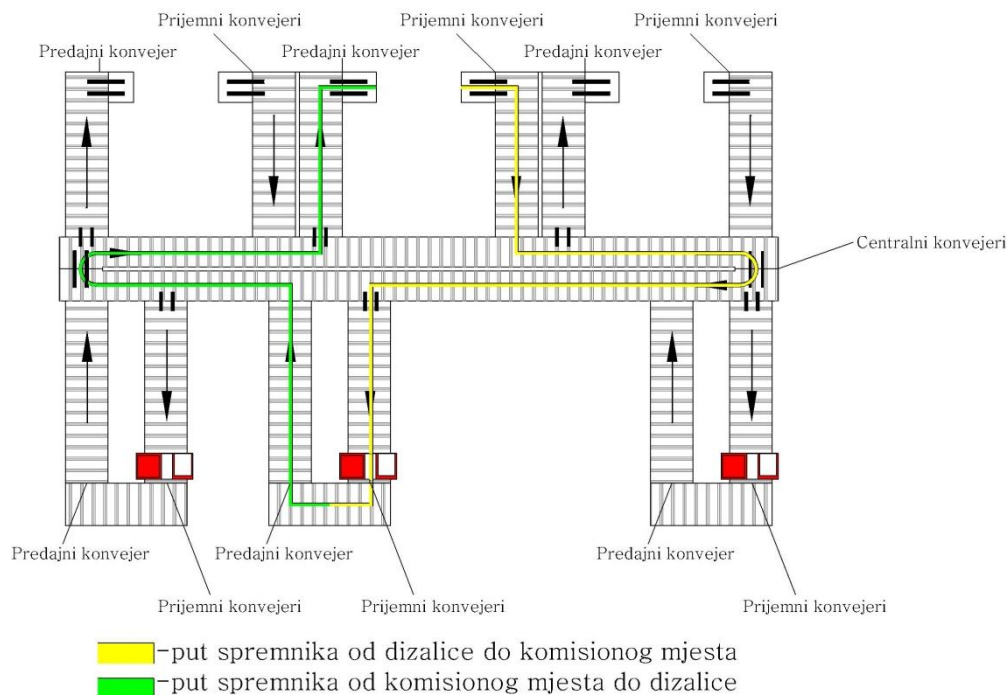 Prijemni konvejeri
Prijemni konvejeri
Prijemni konvejeri
Predajni konvejer
Predajni konvejer
Predajni konvejer
Centralni konvejeri
Predajni konvejer
Predajni konvejer
Predajni konvejer
Prijemni konvejeri
Prijemni konvejeri
Prijemni konvejeri
-put spremnika od dizalice do komisionog mjesta
-put spremnika od komisionog mjesta do dizalice